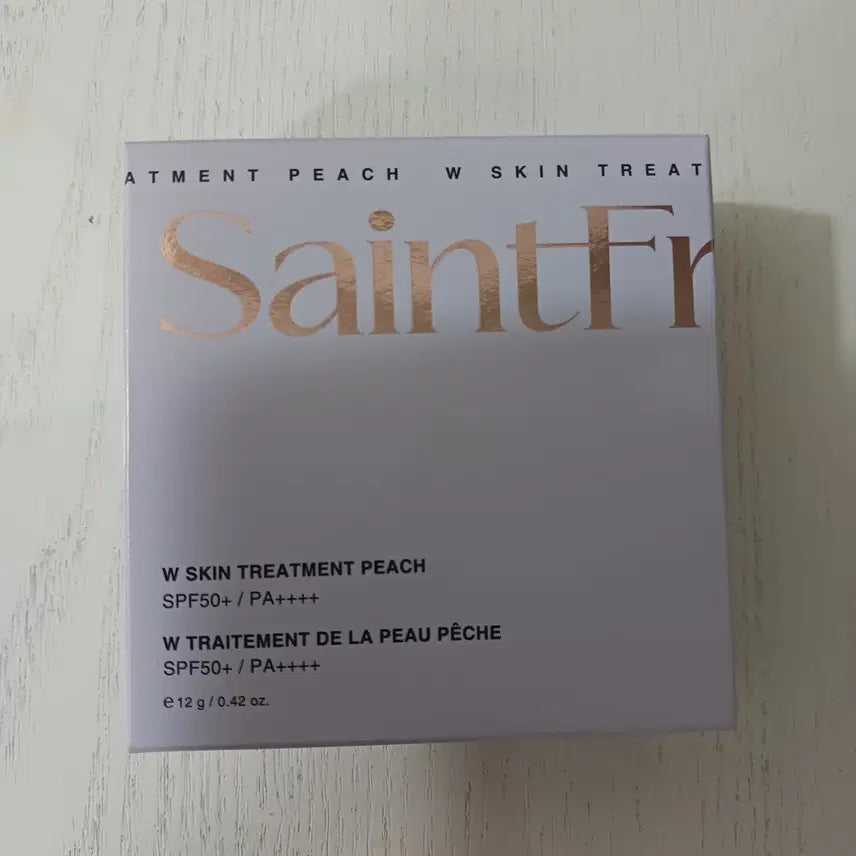 ATMENT PEACH W SKIN TREAT
SaintFr
W SKIN TREATMENT PEACH
SPF50+ / PA++++
W TRAITEMENT DE LA PEAU PÊCHE
SPF50+ / PA++++
℮ 12 g / 0.42 oz.